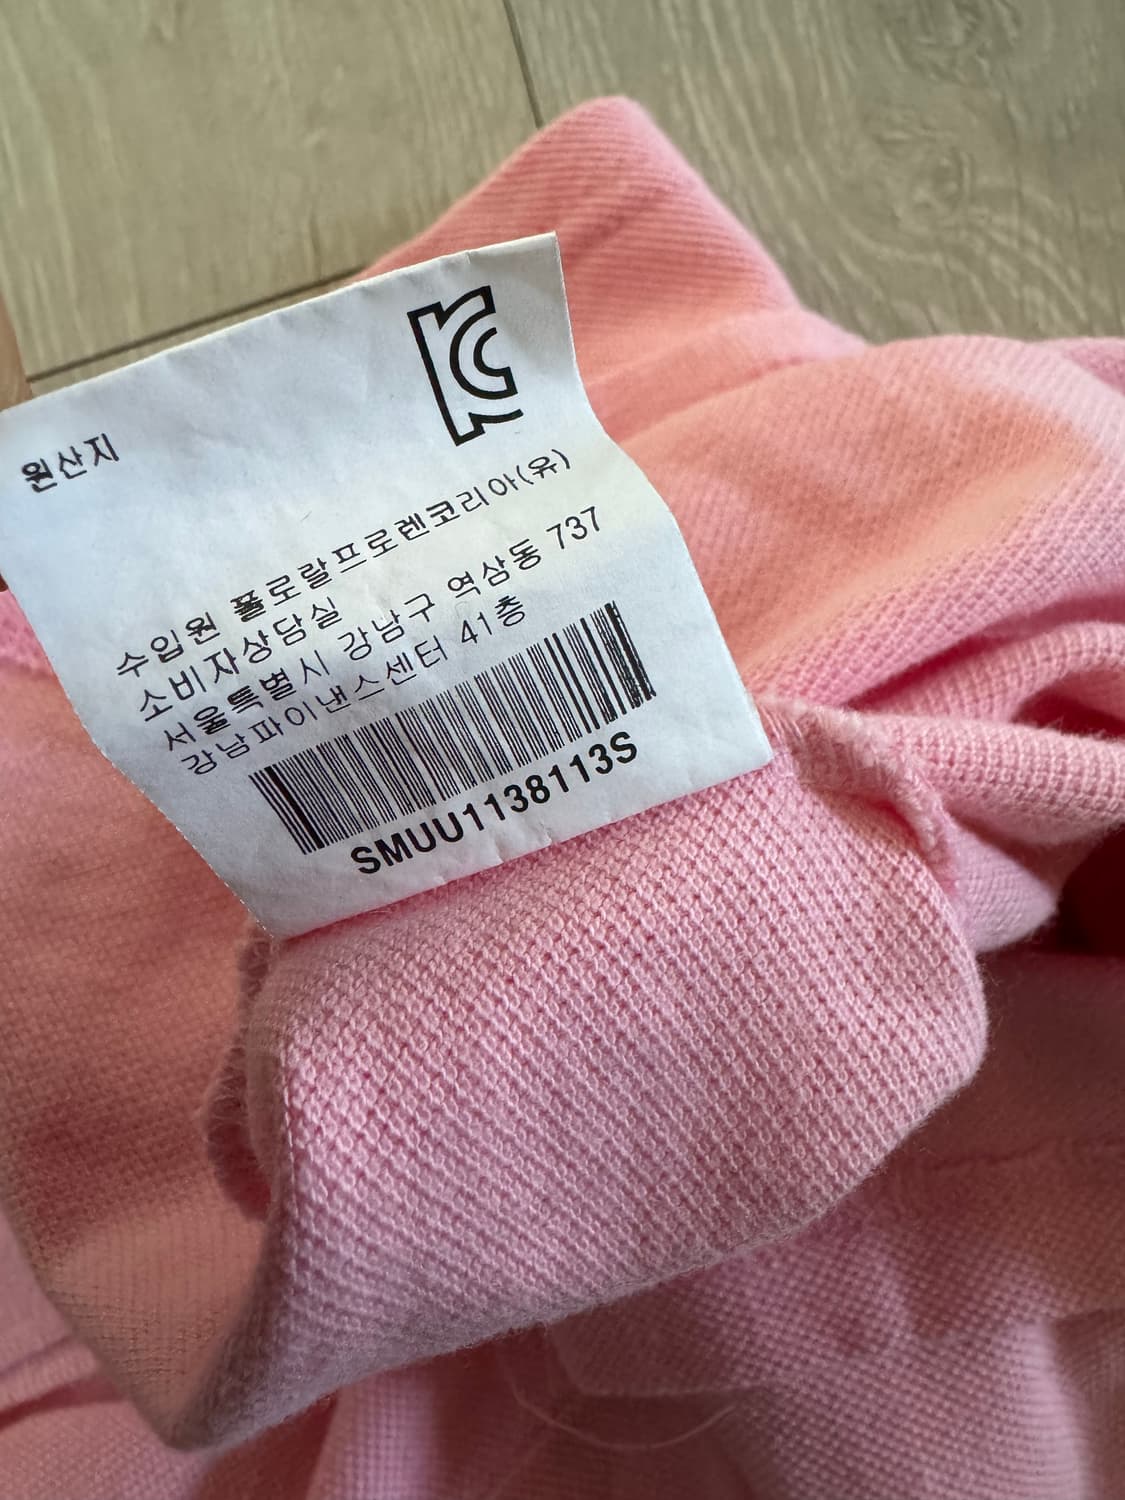 KC
원산지
수입원 폴로랄프로렌코리아(유)
소비자상담실
서울특별시 강남구 역삼동 737
강남파이낸스센터 41층
SMUU1138113S